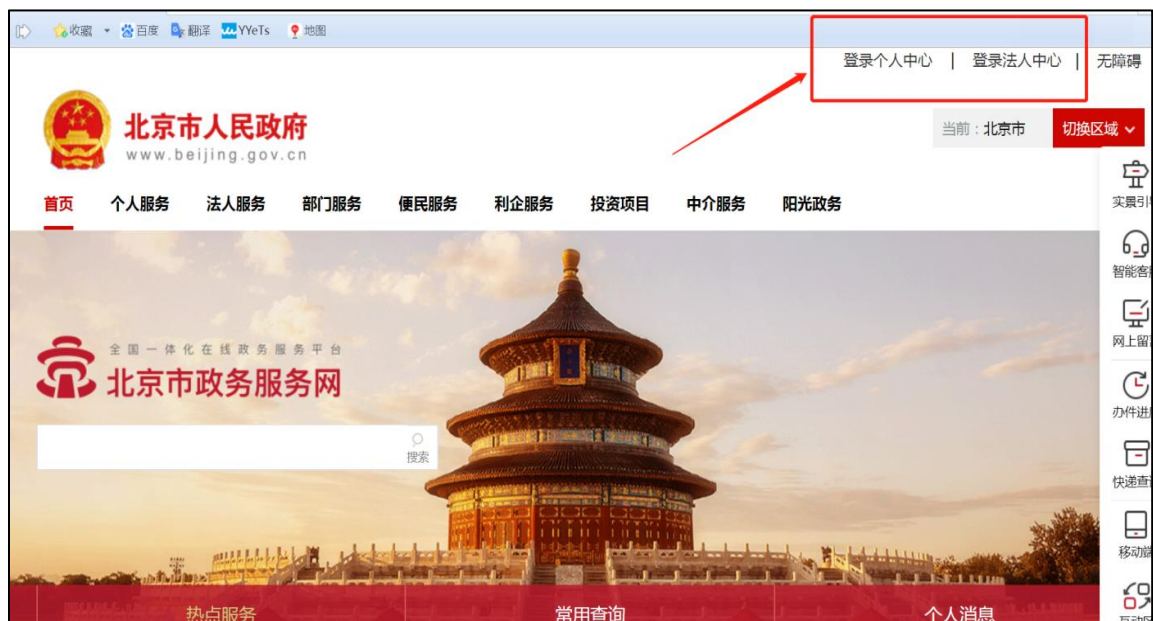 收藏 百度 翻译 YYeTs 地图
登录个人中心 | 登录法人中心 | 无障碍
北京市人民政府
www.beijing.gov.cn
当前：北京市 切换区域
首页 个人服务 法人服务 部门服务 便民服务 利企服务 投资项目 中介服务 阳光政务
实景引
智能客
全国一体化在线政务服务平台
北京市政务服务网
网上留
办件进
搜索
快递查
移动端
热点服务 常用查询 个人消息